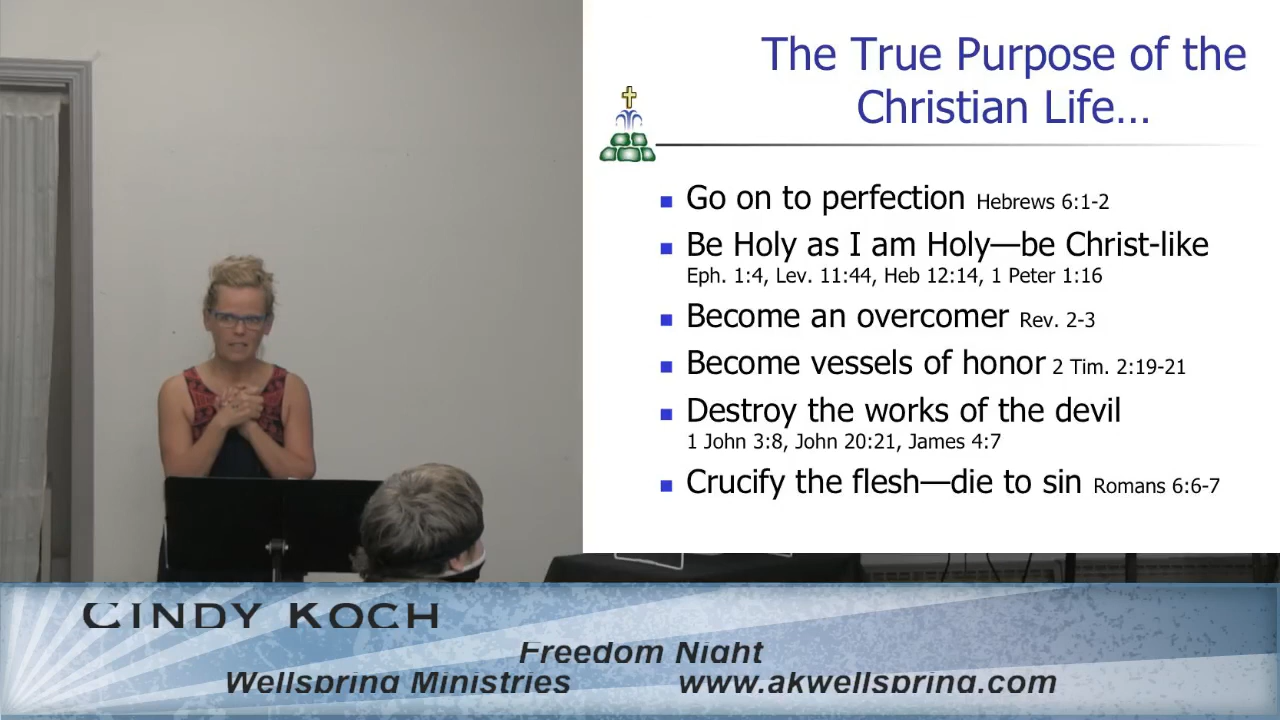 The True Purpose of the
Christian Life...
Go on to perfection Hebrews 6:1-2
Be Holy as I am Holy—be Christ-like
Eph. 1:4, Lev. 11:44, Heb 12:14, 1 Peter 1:16
Become an overcomer Rev. 2-3
Become vessels of honor 2 Tim. 2:19-21
Destroy the works of the devil
1 John 3:8, John 20:21, James 4:7
Crucify the flesh—die to sin Romans 6:6-7
CINDY KOCH
Freedom Night
Wellspring Ministries www.akwellspring.com